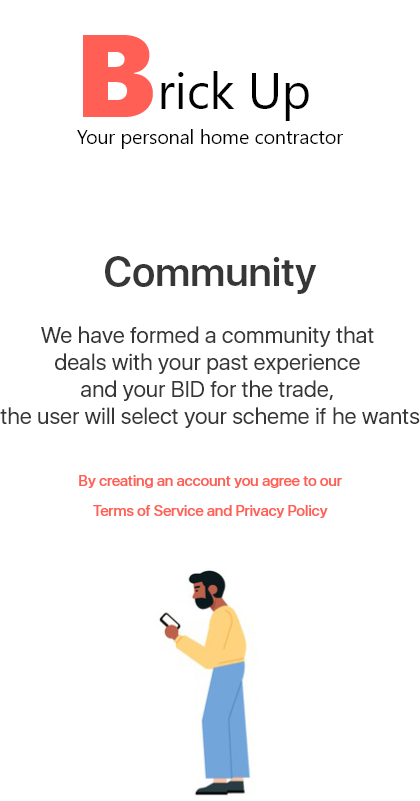 Brick Up
Your personal home contractor
Community
We have formed a community that
deals with your past experience
and your BID for the trade,
the user will select your scheme if he wants
By creating an account you agree to our
Terms of Service and Privacy Policy